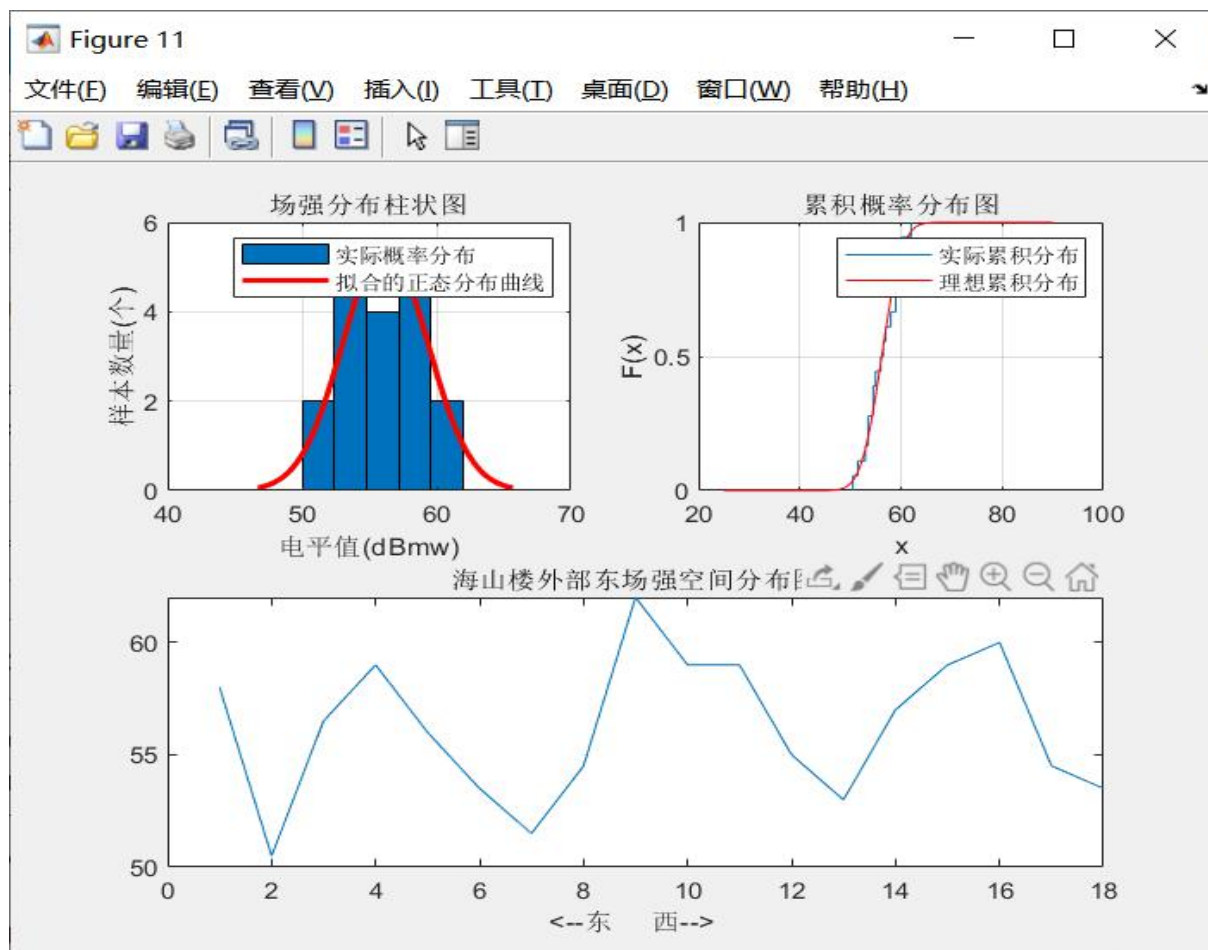 Figure 11
文件(F) 编辑(E) 查看(V) 插入(I) 工具(T) 桌面(D) 窗口(W) 帮助(H)
场强分布柱状图
实际概率分布
拟合的正态分布曲线
样本数量(个)
6
4
2
0
40 50 60 70
电平值(dBmw)
累积概率分布图
实际累积分布
理想累积分布
F(x)
1
0.5
0
20 40 60 80 100
x
海山楼外部东场强空间分布
60
55
50
0 2 4 6 8 10 12 14 16 18
<--东 西-->